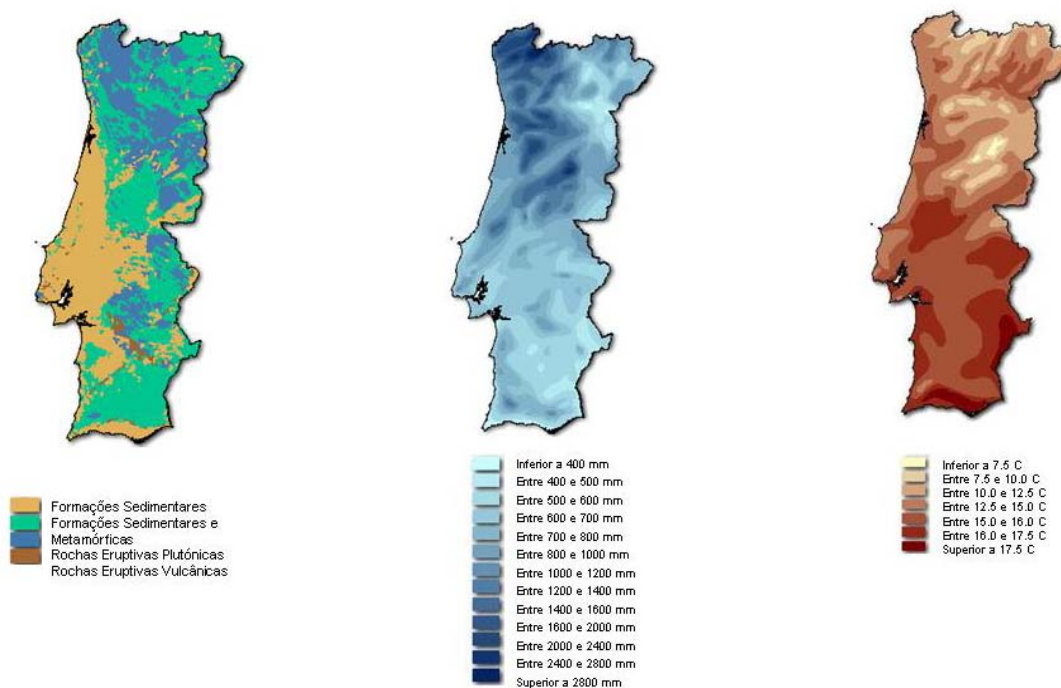 Formações Sedimentares
Formações Sedimentares e
Metamórficas
Rochas Eruptivas Plutónicas
Rochas Eruptivas Vulcânicas
Inferior a 400 mm
Entre 400 e 500 mm
Entre 500 e 600 mm
Entre 600 e 700 mm
Entre 700 e 800 mm
Entre 800 e 1000 mm
Entre 1000 e 1200 mm
Entre 1200 e 1400 mm
Entre 1400 e 1600 mm
Entre 1600 e 2000 mm
Entre 2000 e 2400 mm
Entre 2400 e 2800 mm
Superior a 2800 mm
Inferior a 7.5 C
Entre 7.5 e 10.0 C
Entre 10.0 e 12.5 C
Entre 12.5 e 15.0 C
Entre 15.0 e 16.0 C
Entre 16.0 e 17.5 C
Superior a 17.5 C